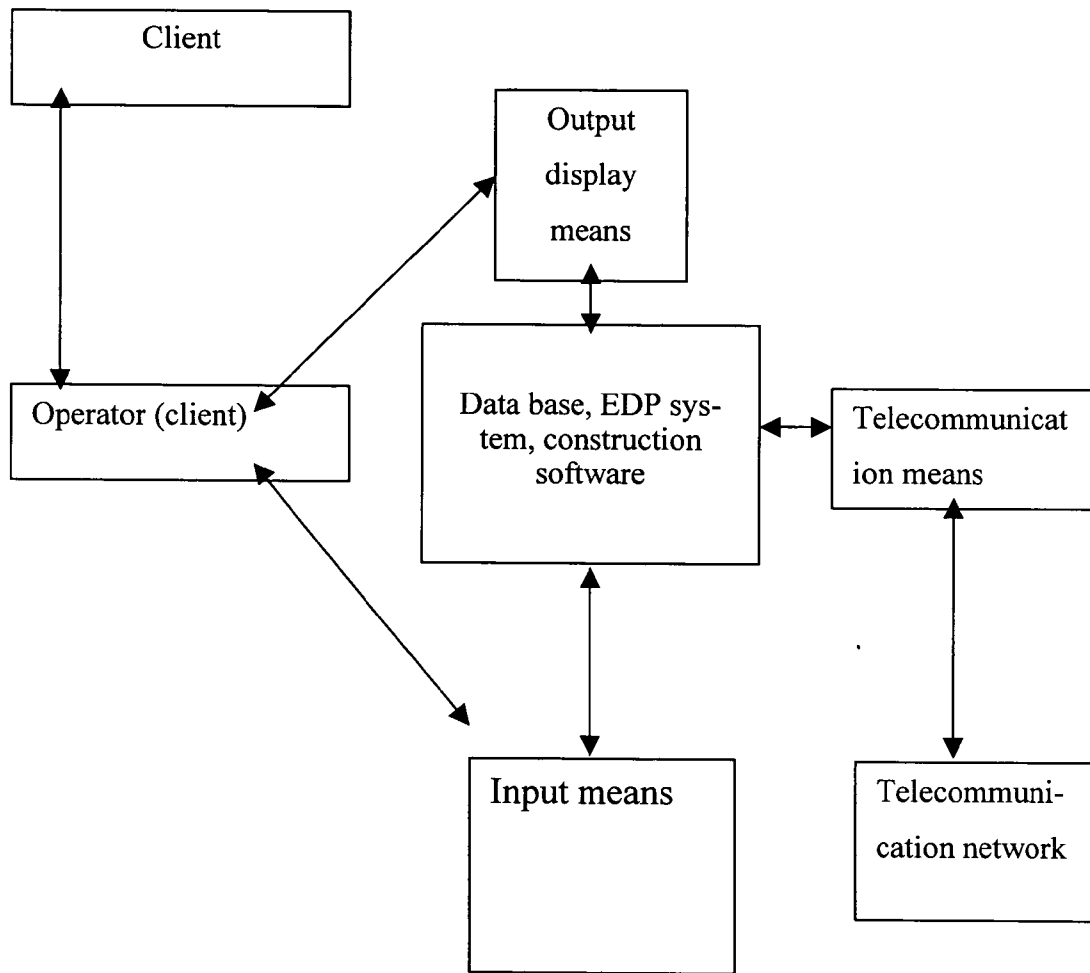 Client
Output
display
means
Operator (client)
Data base, EDP sys-
tem, construction
software
Telecommunicat
ion means
Input means
Telecommuni-
cation network